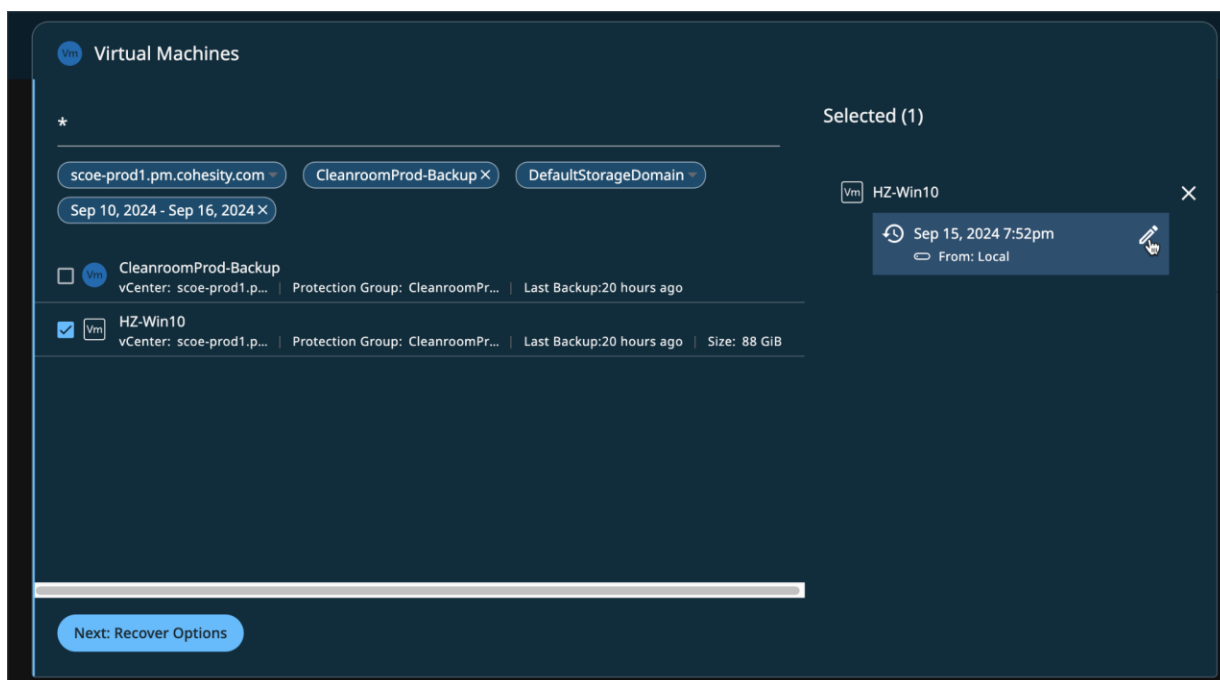 Vm Virtual Machines
*
scoe-prod1.pm.cohesity.com CleanroomProd-Backup × DefaultStorageDomain
Sep 10, 2024 - Sep 16, 2024 ×
Vm CleanroomProd-Backup
vCenter: scoe-prod1.p... | Protection Group: CleanroomPr... | Last Backup:20 hours ago
Vm HZ-Win10
vCenter: scoe-prod1.p... | Protection Group: CleanroomPr... | Last Backup:20 hours ago | Size: 88 GiB
Next: Recover Options
Selected (1)
Vm HZ-Win10
Sep 15, 2024 7:52pm
From: Local